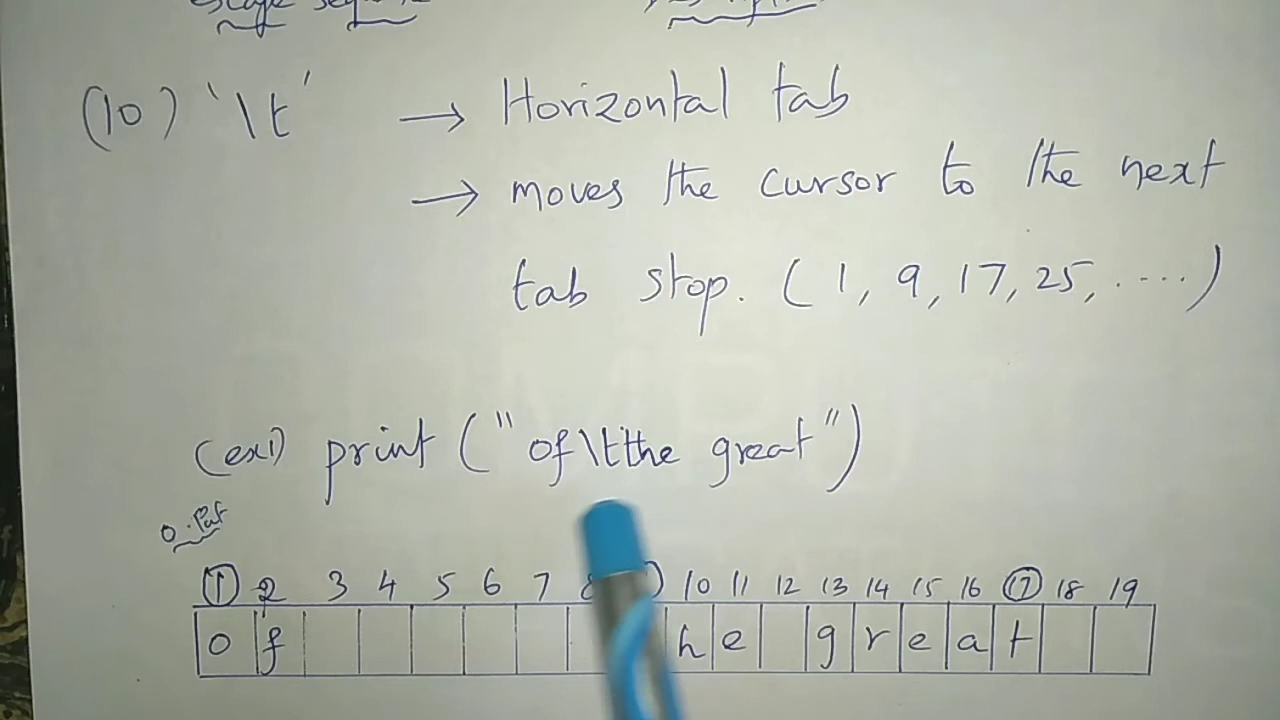 (10) '\t' → Horizontal tab
→ moves the cursor to the next
tab stop. (1, 9, 17, 25, ....)
(ex1) print ("of\tthe great")
O.Put
1 2 3 4 5 6 7 10 11 12 13 14 15 16 17 18 19
o f h e g r e a t